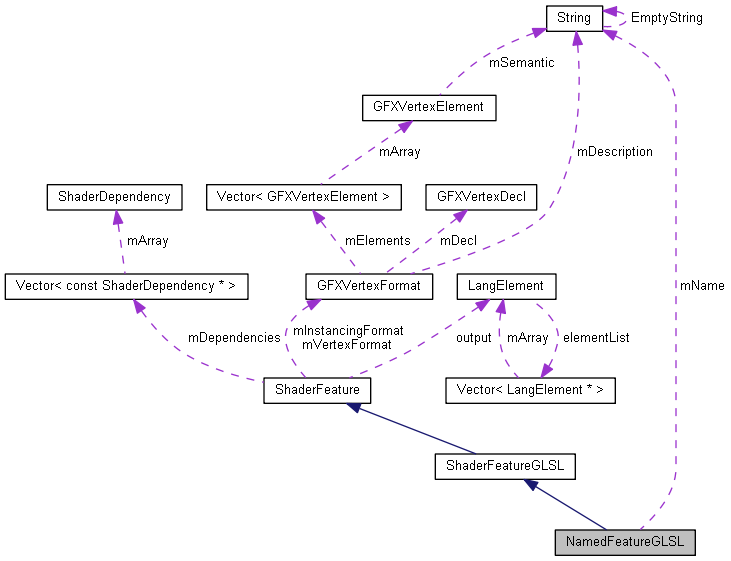 String
EmptyString
mSemantic
GFXVertexElement
mArray
mDescription
ShaderDependency
Vector< GFXVertexElement >
GFXVertexDecl
mArray
mElements
mDecl
Vector< const ShaderDependency * >
GFXVertexFormat
LangElement
mName
mDependencies
mInstancingFormat
mVertexFormat
output
mArray
elementList
ShaderFeature
Vector< LangElement * >
ShaderFeatureGLSL
NamedFeatureGLSL